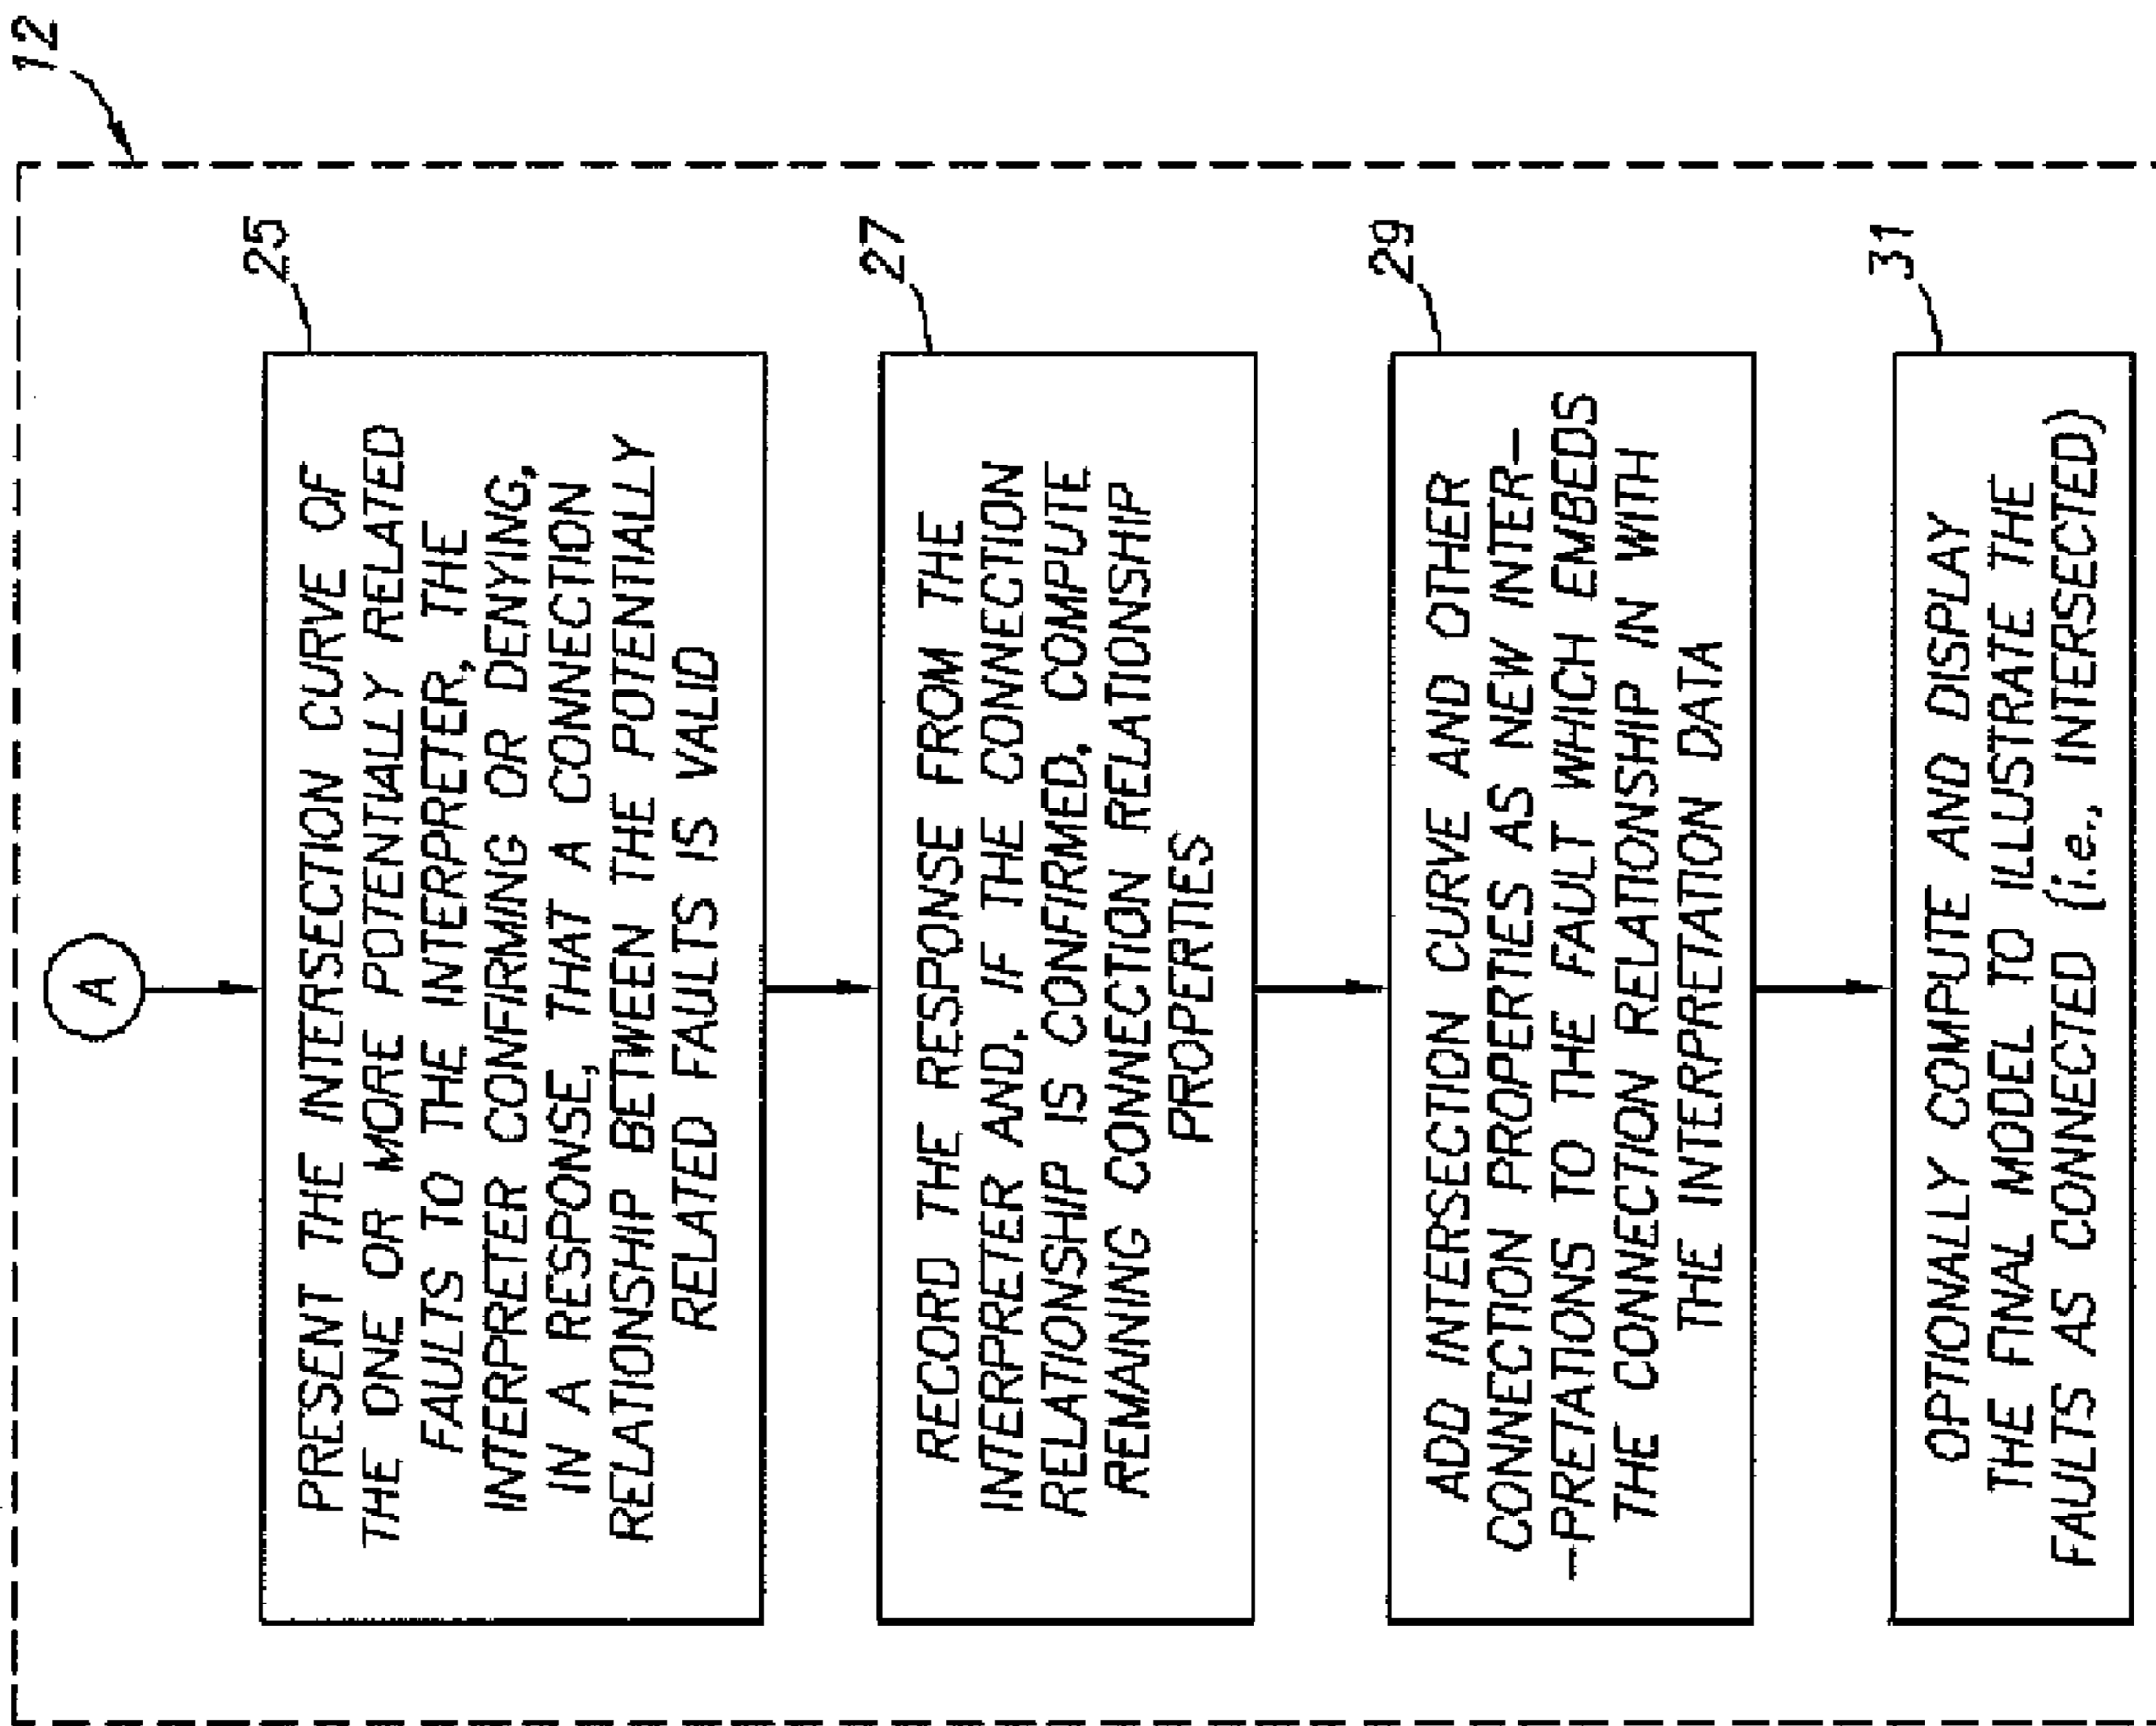 12
A
25
PRESENT THE INTERSECTION CURVE OF
THE ONE OR MORE POTENTIALLY RELATED
FAULTS TO THE INTERPRETER, THE
INTERPRETER CONFIRMING OR DENYING,
IN A RESPONSE, THAT A CONNECTION
RELATIONSHIP BETWEEN THE POTENTIALLY
RELATED FAULTS IS VALID
27
RECORD THE RESPONSE FROM THE
INTERPRETER AND, IF THE CONNECTION
RELATIONSHIP IS CONFIRMED, COMPUTE
REMAINING CONNECTION RELATIONSHIP
PROPERTIES
29
ADD INTERSECTION CURVE AND OTHER
CONNECTION PROPERTIES AS NEW INTER-
-PRETATIONS TO THE FAULT WHICH EMBEDS
THE CONNECTION RELATIONSHIP IN WITH
THE INTERPRETATION DATA
31
OPTIONALLY COMPUTE AND DISPLAY
THE FINAL MODEL TO ILLUSTRATE THE
FAULTS AS CONNECTED (i.e., INTERSECTED)